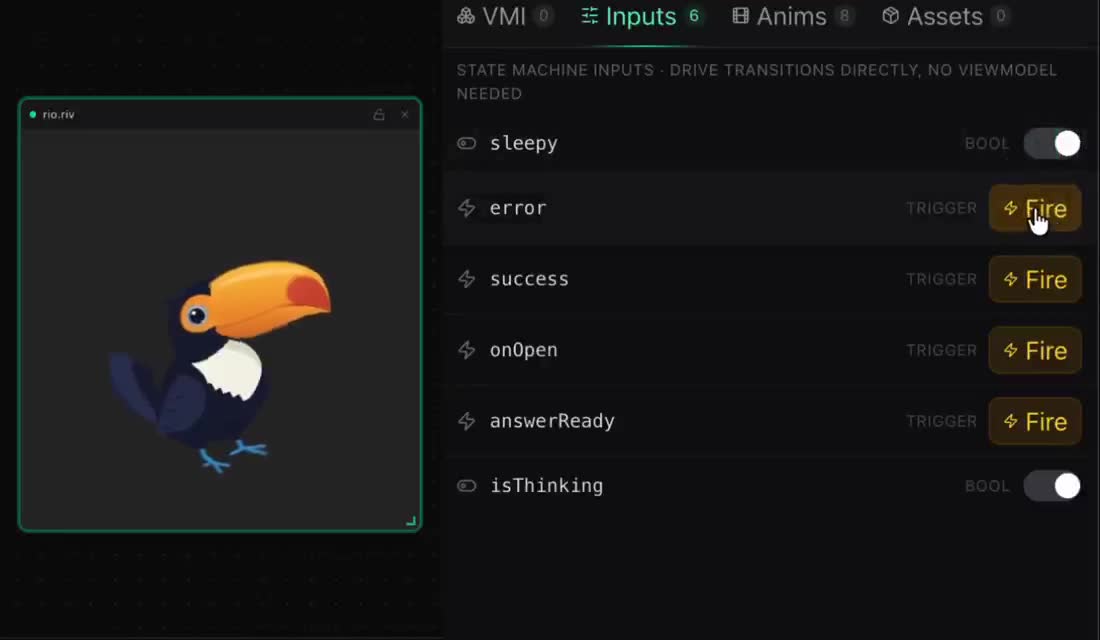 VMI 0 Inputs 6 Anims 8 Assets 0
STATE MACHINE INPUTS · DRIVE TRANSITIONS DIRECTLY, NO VIEWMODEL
NEEDED
rio.riv
sleepy BOOL
error TRIGGER Fire
success TRIGGER Fire
onOpen TRIGGER Fire
answerReady TRIGGER Fire
isThinking BOOL